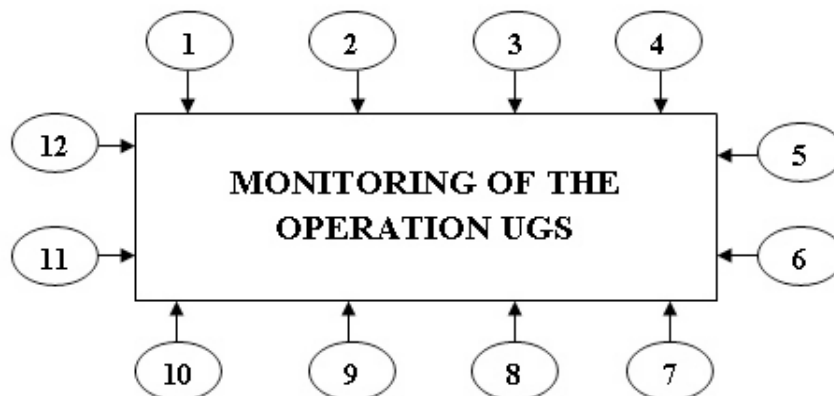 1 2 3 4
12
MONITORING OF THE
5
OPERATION UGS
11
6
10 9 8 7